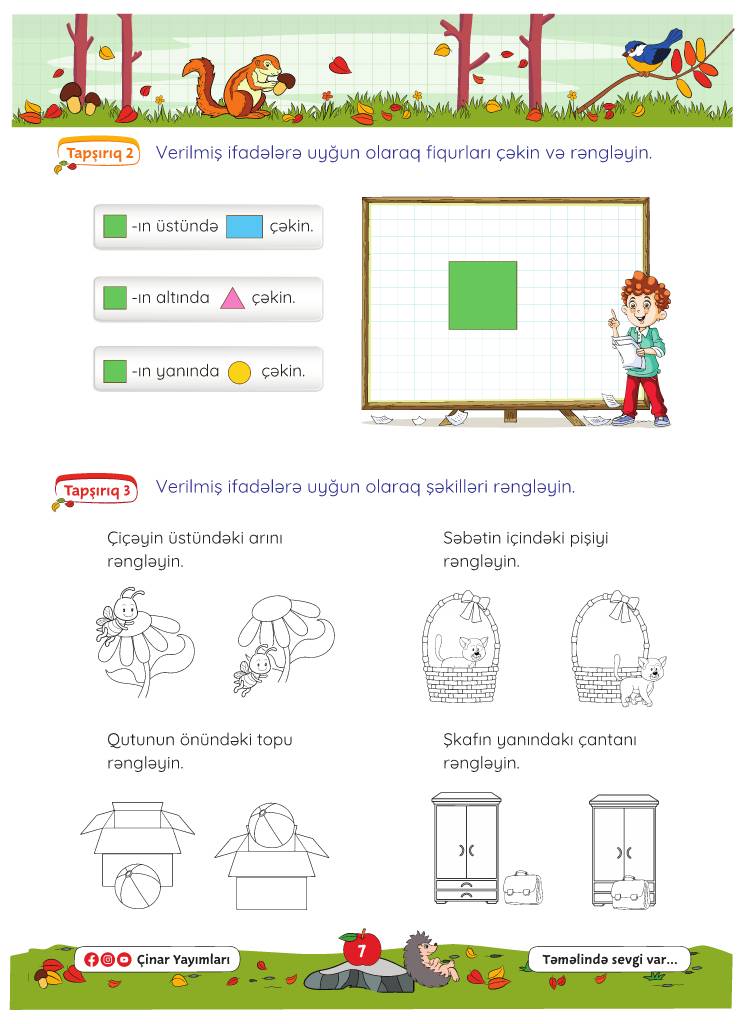 Tapşırıq 2
Verilmiş ifadələrə uyğun olaraq fiqurları çəkin və rəngləyin.
-ın üstündə çəkin.
-ın altında çəkin.
-ın yanında çəkin.
Tapşırıq 3
Verilmiş ifadələrə uyğun olaraq şəkilləri rəngləyin.
Çiçəyin üstündəki arını
rəngləyin.
Səbətin içindəki pişiyi
rəngləyin.
Qutunun önündəki topu
rəngləyin.
Şkafın yanındakı çantanı
rəngləyin.
Çinar Yayımları
7
Təməlində sevgi var...